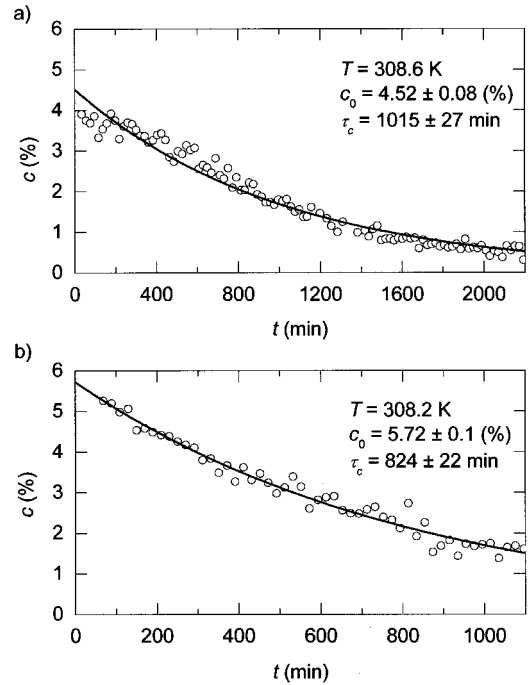 a)
6
5
4
3
2
1
0
c (%)
T = 308.6 K
c₀ = 4.52 ± 0.08 (%)
τc = 1015 ± 27 min
0 400 800 1200 1600 2000
t (min)
b)
6
5
4
3
2
1
0
c (%)
T = 308.2 K
c₀ = 5.72 ± 0.1 (%)
τc = 824 ± 22 min
0 200 400 600 800 1000
t (min)